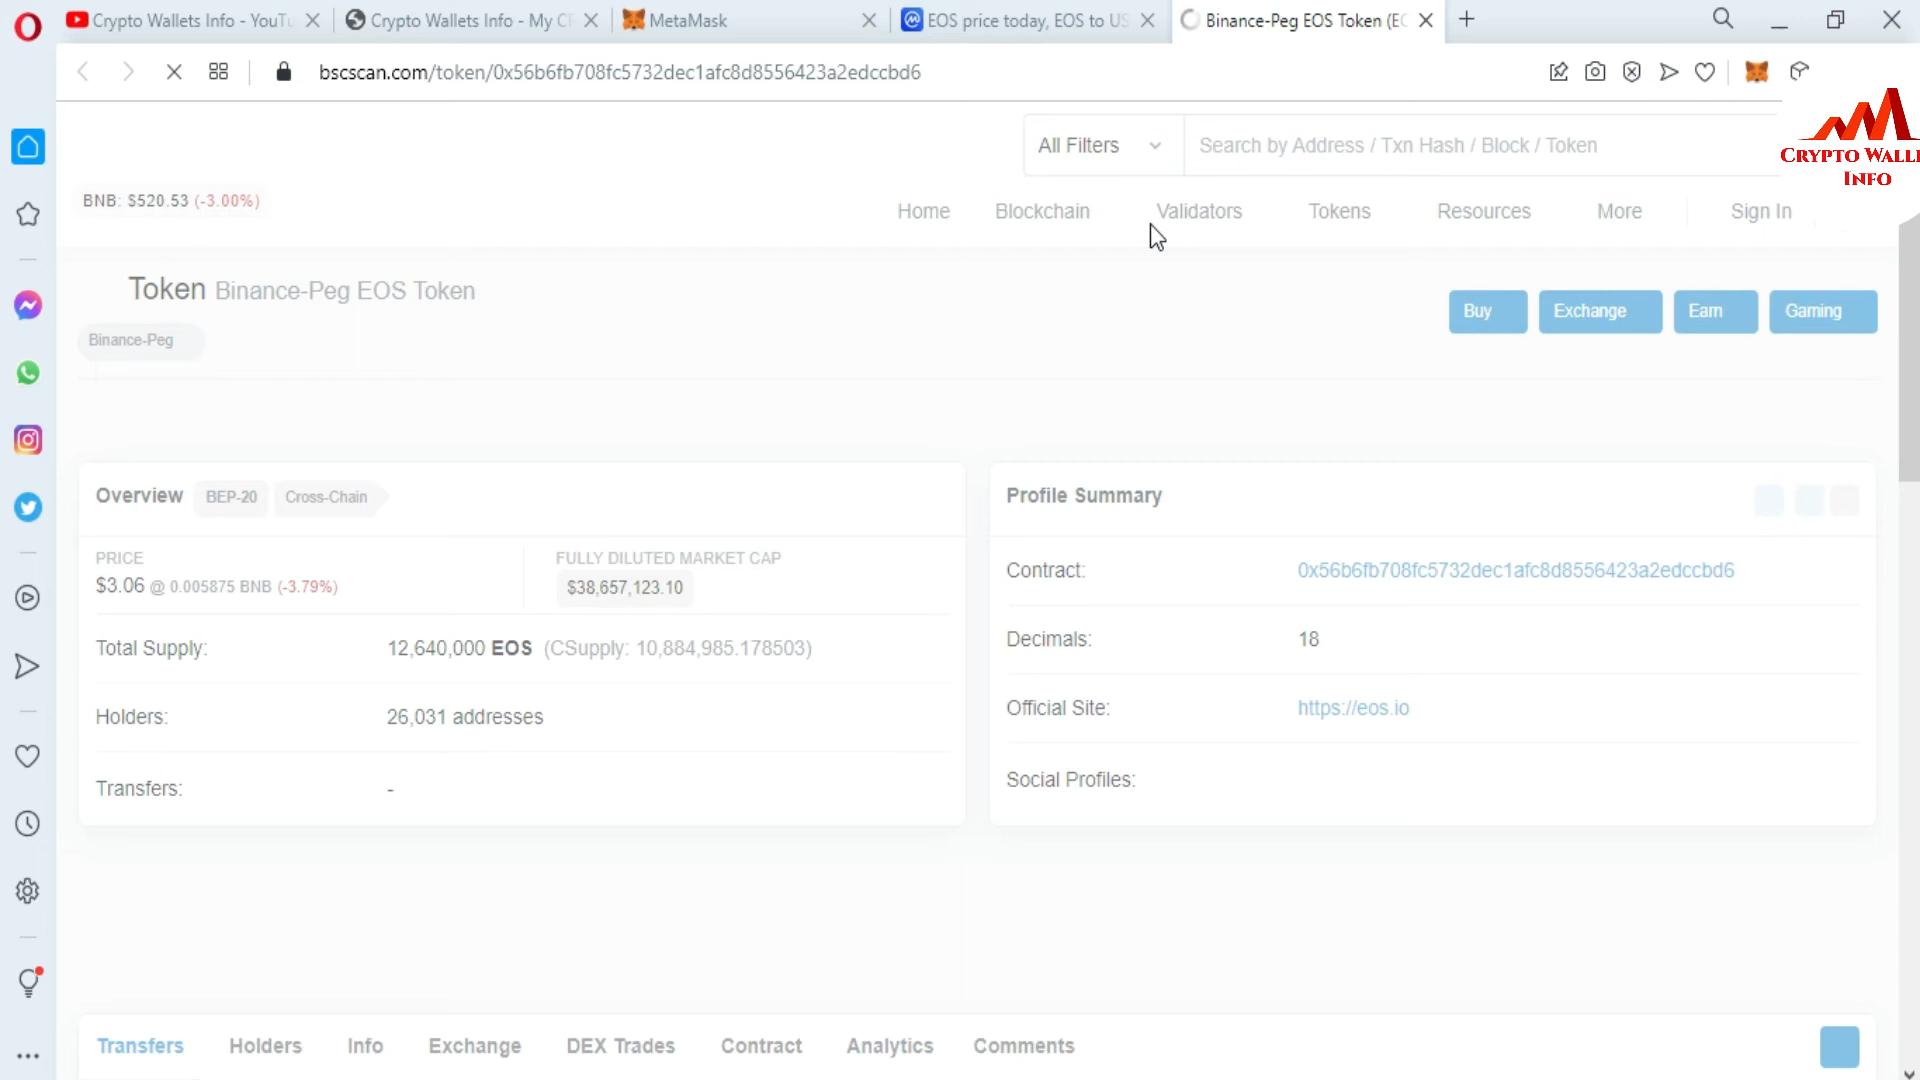 Crypto Wallets Info - YouTu
Crypto Wallets Info - My CR
MetaMask
EOS price today, EOS to US
Binance-Peg EOS Token (EO
bscscan.com/token/0x56b6fb708fc5732dec1afc8d8556423a2edccbd6
CRYPTO WALLE
INFO
All Filters
Search by Address / Txn Hash / Block / Token
BNB: $520.53 (-3.00%)
Home
Blockchain
Validators
Tokens
Resources
More
Sign In
Token Binance-Peg EOS Token
Buy
Exchange
Earn
Gaming
Binance-Peg
Overview
BEP-20
Cross-Chain
PRICE
$3.06 @ 0.005875 BNB (-3.79%)
FULLY DILUTED MARKET CAP
$38,657,123.10
Total Supply:
12,640,000 EOS (CSupply: 10,884,985.178503)
Holders:
26,031 addresses
Transfers:
-
Profile Summary
Contract:
0x56b6fb708fc5732dec1afc8d8556423a2edccbd6
Decimals:
18
Official Site:
https://eos.io
Social Profiles:
Transfers
Holders
Info
Exchange
DEX Trades
Contract
Analytics
Comments